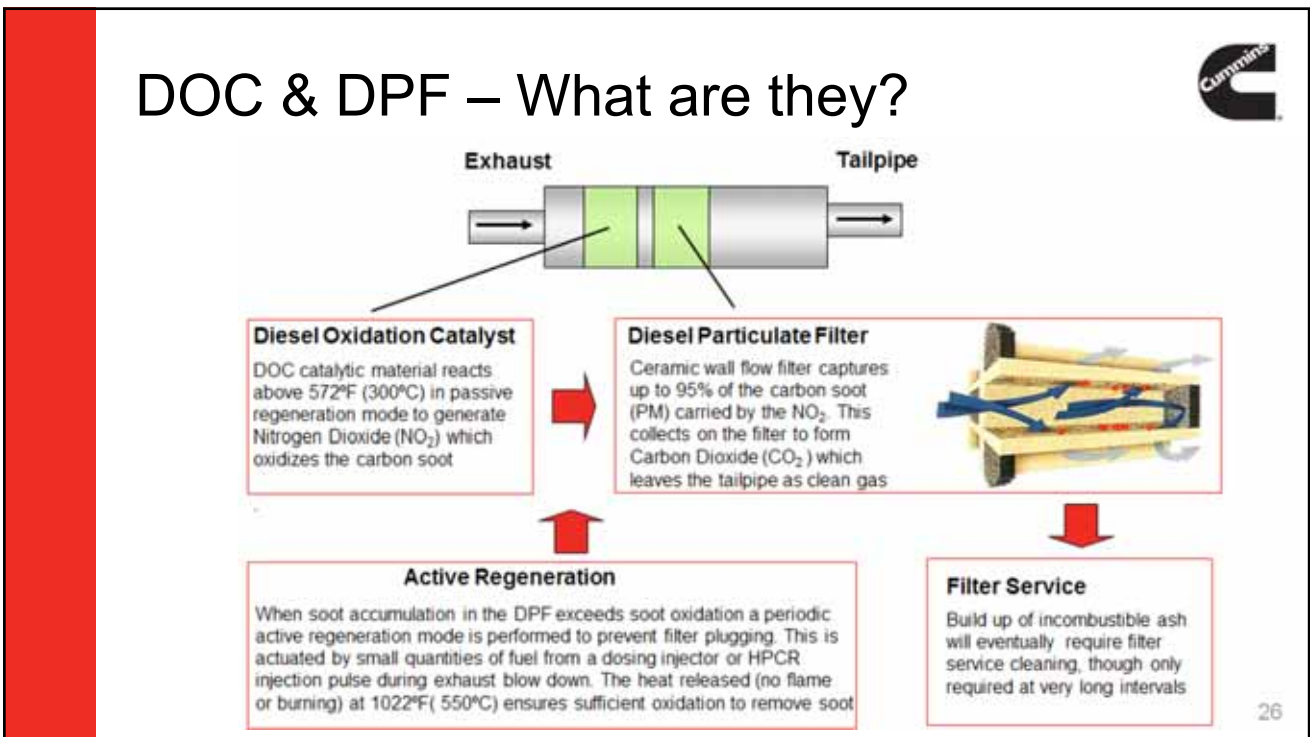 DOC & DPF – What are they?
Cummins
Exhaust
Tailpipe
Diesel Oxidation Catalyst
DOC catalytic material reacts
above 572ºF (300ºC) in passive
regeneration mode to generate
Nitrogen Dioxide (NO₂) which
oxidizes the carbon soot
Diesel Particulate Filter
Ceramic wall flow filter captures
up to 95% of the carbon soot
(PM) carried by the NO₂. This
collects on the filter to form
Carbon Dioxide (CO₂) which
leaves the tailpipe as clean gas
Active Regeneration
When soot accumulation in the DPF exceeds soot oxidation a periodic
active regeneration mode is performed to prevent filter plugging. This is
actuated by small quantities of fuel from a dosing injector or HPCR
injection pulse during exhaust blow down. The heat released (no flame
or burning) at 1022ºF( 550ºC) ensures sufficient oxidation to remove soot
Filter Service
Build up of incombustible ash
will eventually require filter
service cleaning, though only
required at very long intervals
26